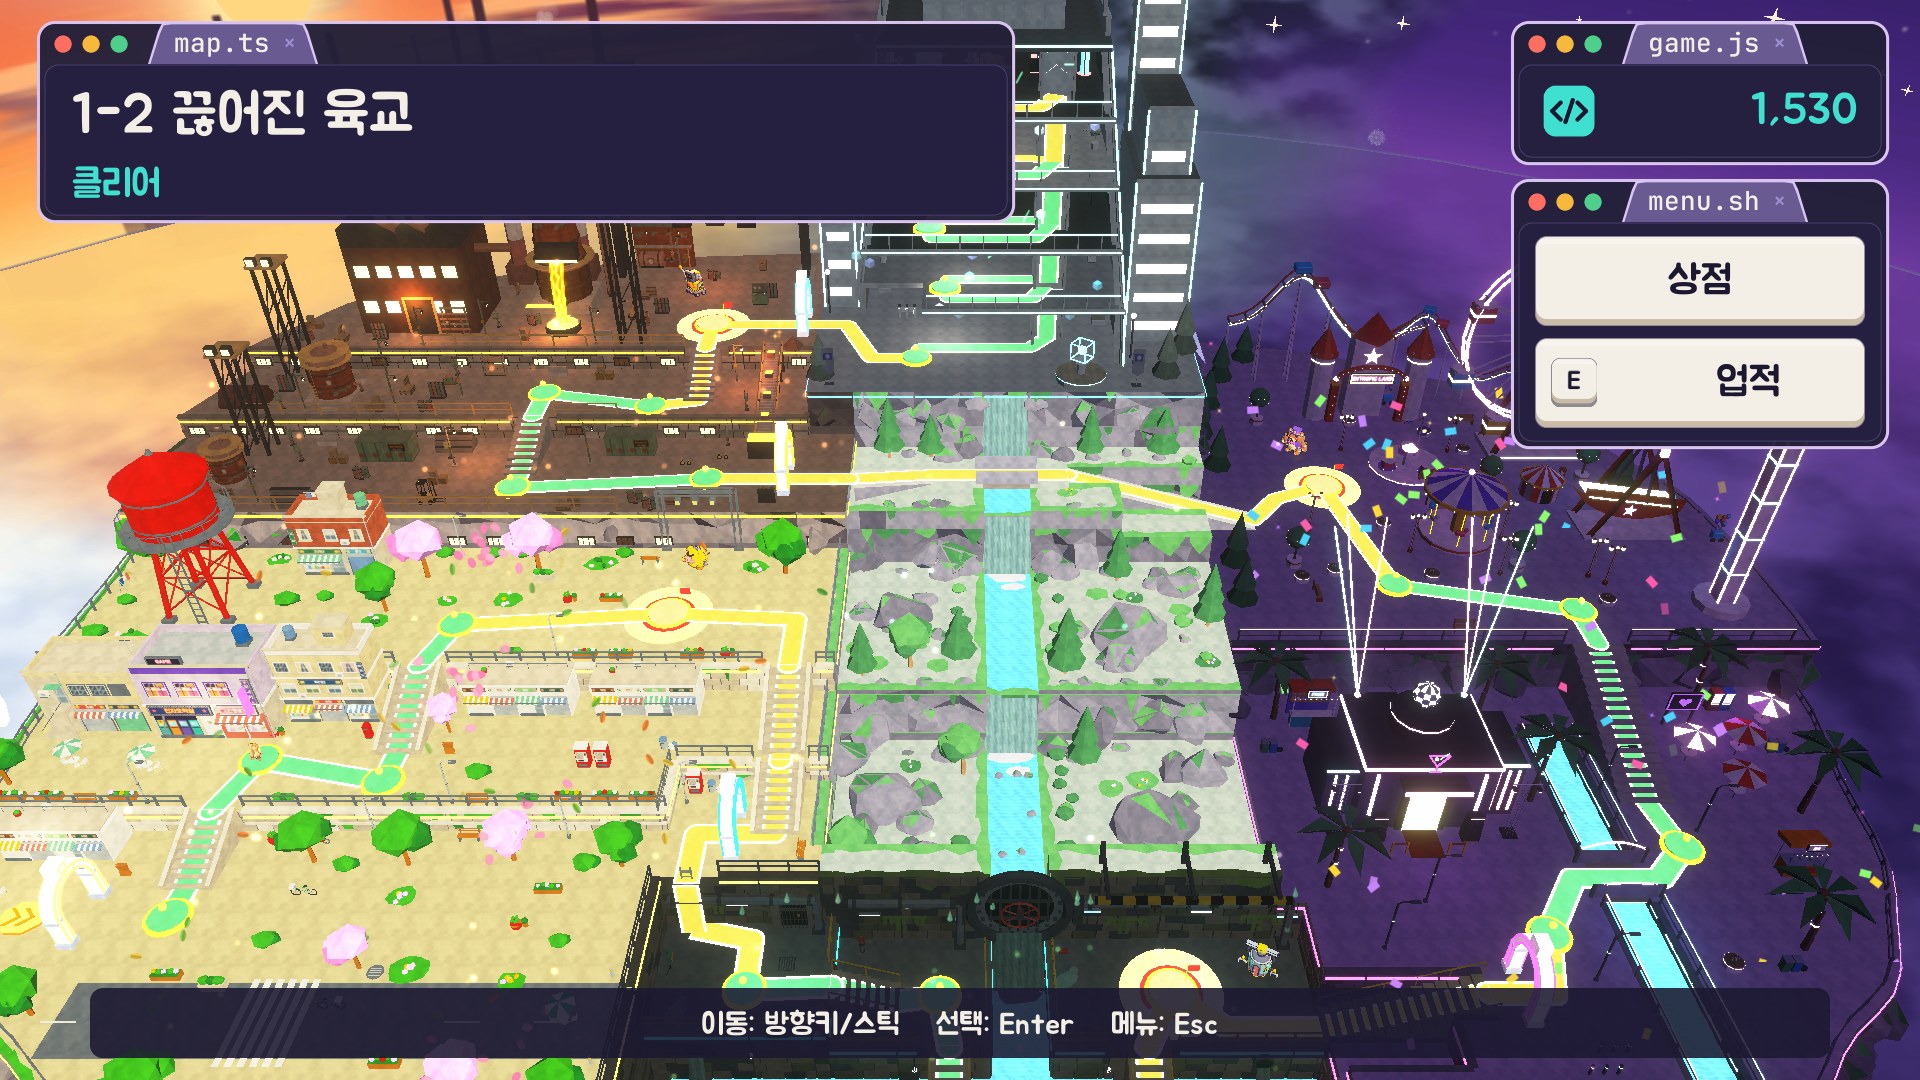 map.ts ×
1-2 끊어진 육교
클리어
game.js ×
</>
1,530
menu.sh ×
상점
E 업적
이동: 방향키/스틱 선택: Enter 메뉴: Esc